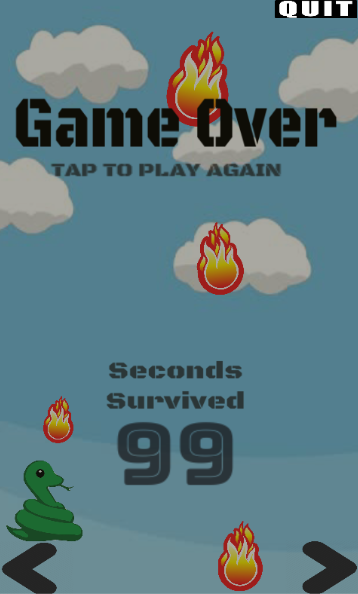 QUIT
Game Over
TAP TO PLAY AGAIN
Seconds
Survived
99